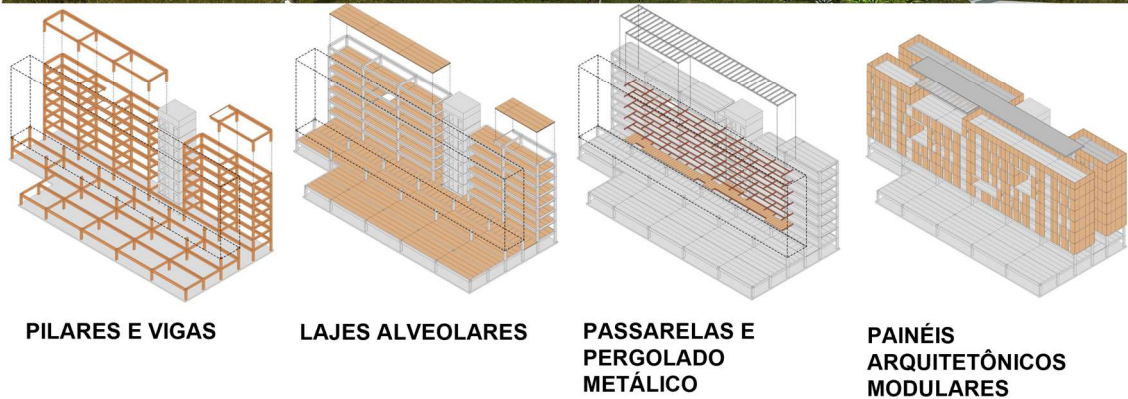 PILARES E VIGAS
LAJES ALVEOLARES
PASSARELAS E
PERGOLADO
METÁLICO
PAINÉIS
ARQUITETÔNICOS
MODULARES